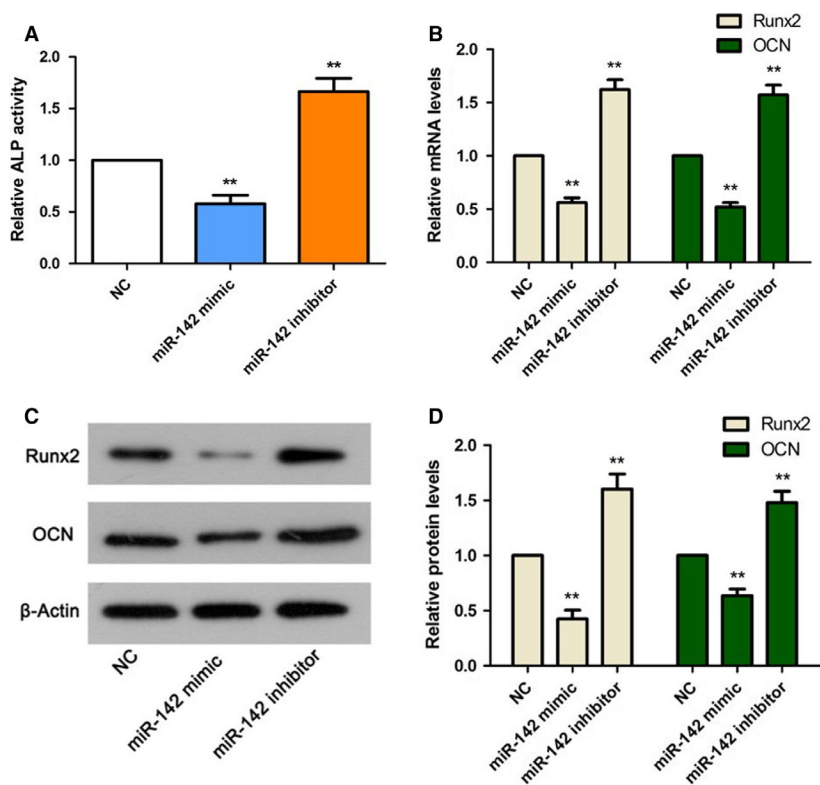 A
Relative ALP activity
2.0
1.5
1.0
0.5
0.0
**
**
NC
miR-142 mimic
miR-142 inhibitor
B
Runx2
OCN
Relative mRNA levels
2.0
1.5
1.0
0.5
0.0
**
**
**
**
NC
miR-142 mimic
miR-142 inhibitor
NC
miR-142 mimic
miR-142 inhibitor
C
Runx2
OCN
β-Actin
NC
miR-142 mimic
miR-142 inhibitor
D
Runx2
OCN
Relative protein levels
2.0
1.5
1.0
0.5
0.0
**
**
**
**
NC
miR-142 mimic
miR-142 inhibitor
NC
miR-142 mimic
miR-142 inhibitor